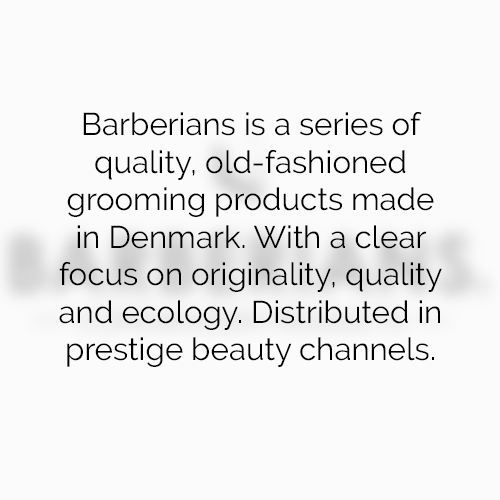 Barberians is a series of
quality, old-fashioned
grooming products made
in Denmark. With a clear
focus on originality, quality
and ecology. Distributed in
prestige beauty channels.